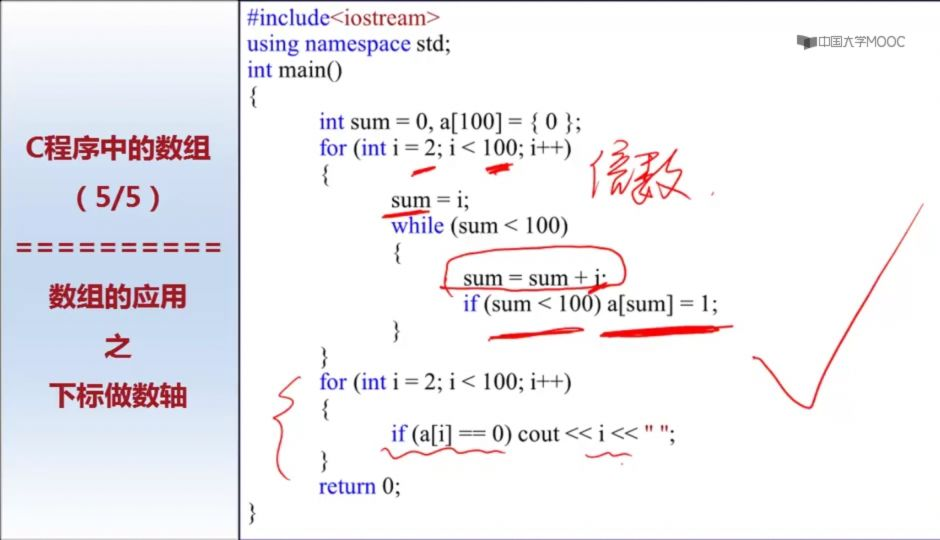 C程序中的数组
（5/5）
==========
数组的应用
之
下标做数轴
中国大学MOOC
#include<iostream>
using namespace std;
int main()
{
int sum = 0, a[100] = { 0 };
for (int i = 2; i < 100; i++)
{
sum = i;
while (sum < 100)
{
sum = sum + i;
if (sum < 100) a[sum] = 1;
}
}
for (int i = 2; i < 100; i++)
{
if (a[i] == 0) cout << i << " ";
}
return 0;
}
倍数